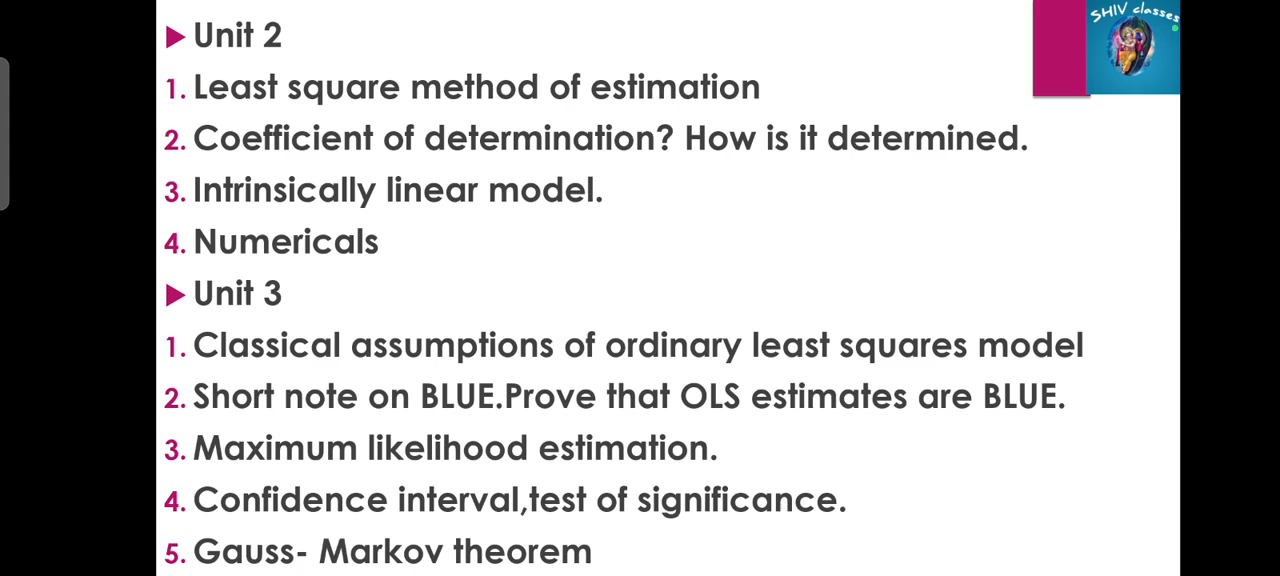 SHIV classes
Unit 2
1. Least square method of estimation
2. Coefficient of determination? How is it determined.
3. Intrinsically linear model.
4. Numericals
Unit 3
1. Classical assumptions of ordinary least squares model
2. Short note on BLUE.Prove that OLS estimates are BLUE.
3. Maximum likelihood estimation.
4. Confidence interval,test of significance.
5. Gauss- Markov theorem